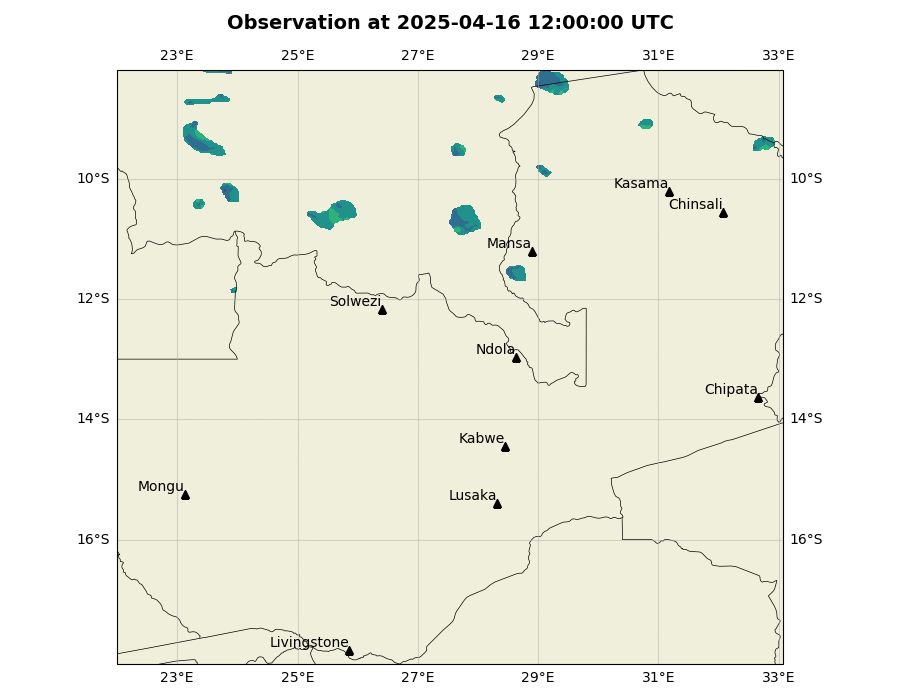 Observation at 2025-04-16 12:00:00 UTC
23°E 25°E 27°E 29°E 31°E 33°E
10°S 10°S
Kasama
Chinsali
Mansa
12°S 12°S
Solwezi
Ndola
Chipata
14°S 14°S
Kabwe
Mongu
Lusaka
16°S 16°S
Livingstone
23°E 25°E 27°E 29°E 31°E 33°E